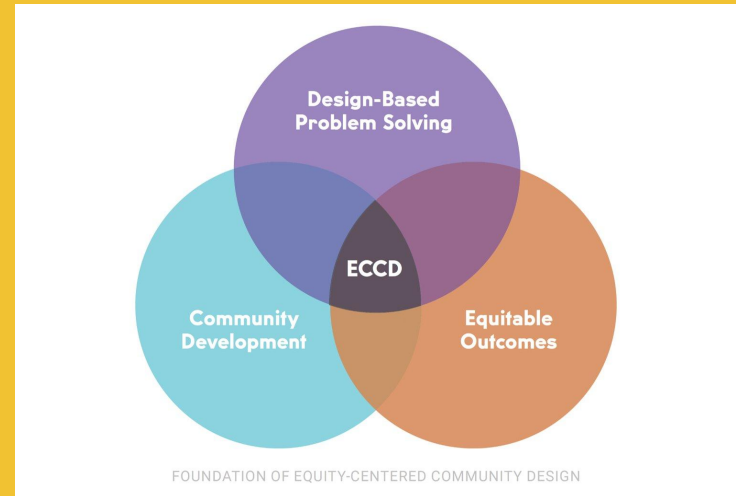 Design-Based
Problem Solving
ECCD
Community
Development
Equitable
Outcomes
FOUNDATION OF EQUITY-CENTERED COMMUNITY DESIGN